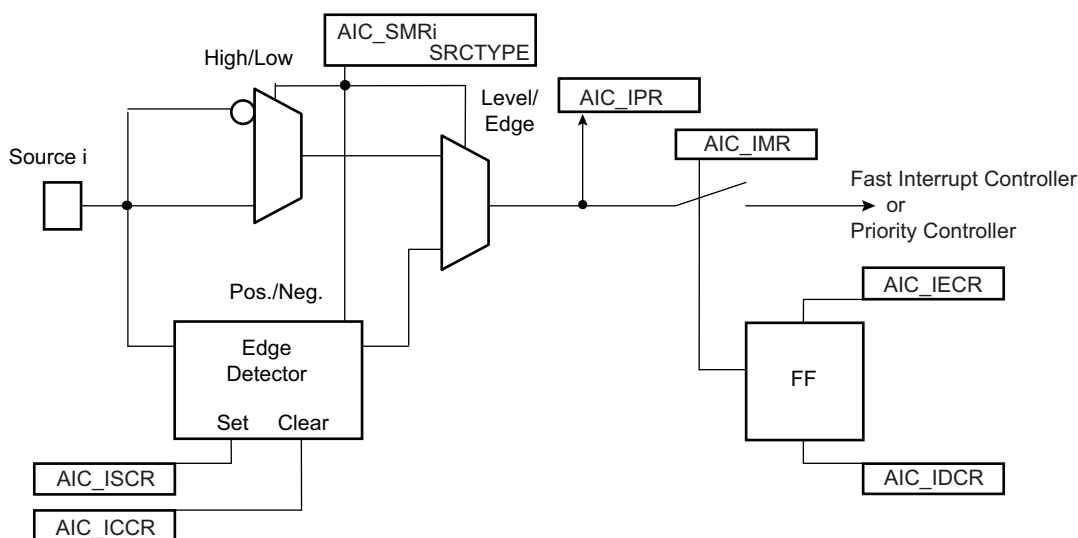 AIC_SMRi
SRCTYPE
High/Low
Level/
Edge
AIC_IPR
AIC_IMR
Source i
Fast Interrupt Controller
or
Priority Controller
Pos./Neg.
AIC_IECR
Edge
Detector
FF
Set Clear
AIC_ISCR
AIC_IDCR
AIC_ICCR